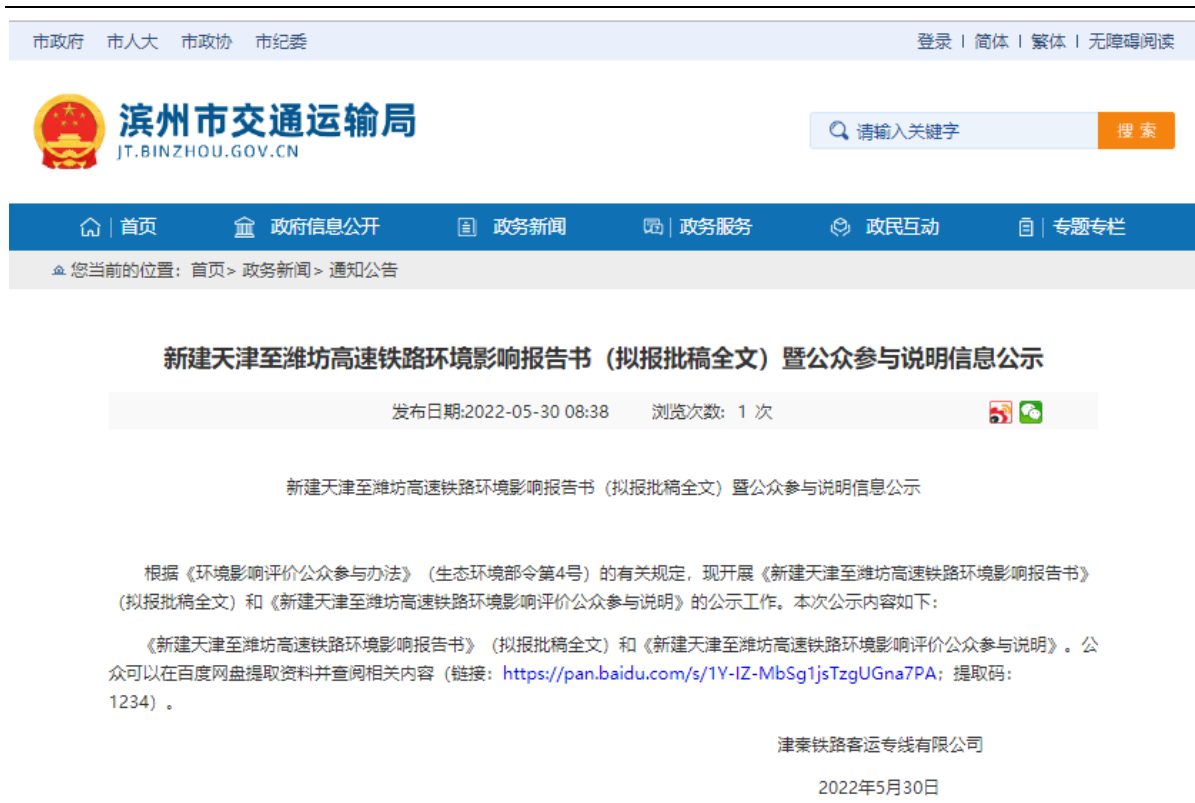 市政府 市人大 市政协 市纪委 登录 | 简体 | 繁体 | 无障碍阅读
滨州市交通运输局
JT.BINZHOU.GOV.CN
请输入关键字 搜 索
首页 政府信息公开 政务新闻 政务服务 政民互动 专题专栏
您当前的位置：首页> 政务新闻> 通知公告
新建天津至潍坊高速铁路环境影响报告书（拟报批稿全文）暨公众参与说明信息公示
发布日期:2022-05-30 08:38 浏览次数: 1 次
新建天津至潍坊高速铁路环境影响报告书（拟报批稿全文）暨公众参与说明信息公示
根据《环境影响评价公众参与办法》（生态环境部令第4号）的有关规定，现开展《新建天津至潍坊高速铁路环境影响报告书》
（拟报批稿全文）和《新建天津至潍坊高速铁路环境影响评价公众参与说明》的公示工作。本次公示内容如下：
《新建天津至潍坊高速铁路环境影响报告书》（拟报批稿全文）和《新建天津至潍坊高速铁路环境影响评价公众参与说明》。公
众可以在百度网盘提取资料并查阅相关内容（链接：https://pan.baidu.com/s/1Y-IZ-MbSg1jsTzgUGna7PA；提取码：
1234）。
津秦铁路客运专线有限公司
2022年5月30日